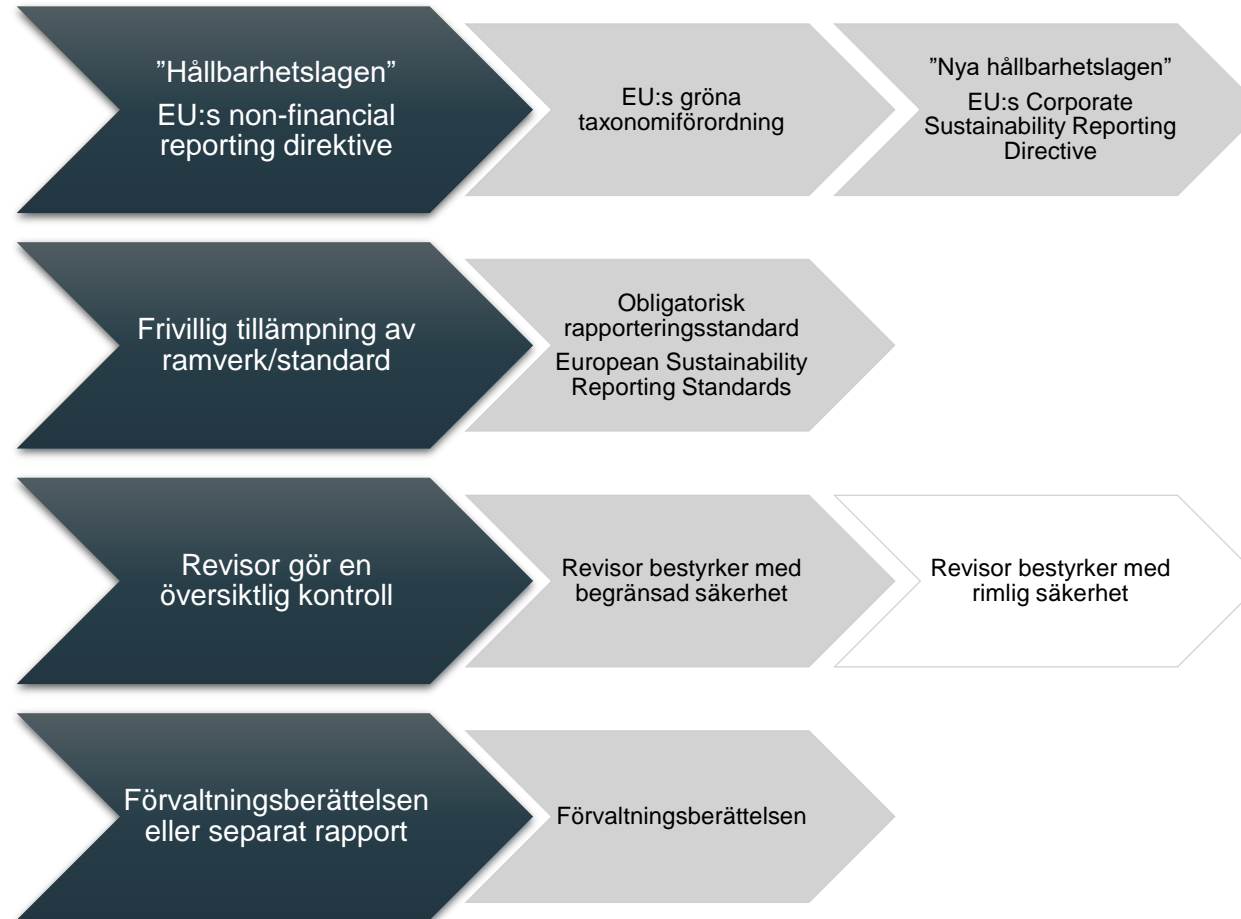 ”Hållbarhetslagen”
EU:s non-financial
reporting direktive
EU:s gröna
taxonomiförordning
”Nya hållbarhetslagen”
EU:s Corporate
Sustainability Reporting
Directive
Frivillig tillämpning av
ramverk/standard
Obligatorisk
rapporteringsstandard
European Sustainability
Reporting Standards
Revisor gör en
översiktlig kontroll
Revisor bestyrker med
begränsad säkerhet
Revisor bestyrker med
rimlig säkerhet
Förvaltningsberättelsen
eller separat rapport
Förvaltningsberättelsen